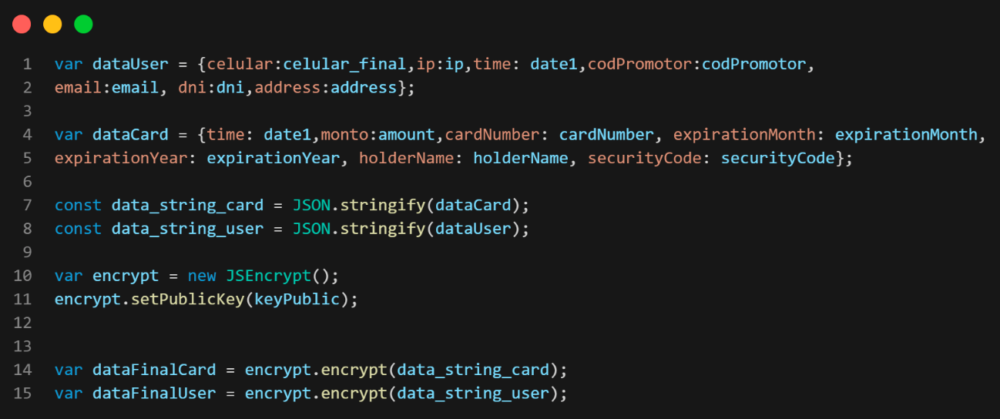 1 var dataUser = {celular:celular_final,ip:ip,time: date1,codPromotor:codPromotor,
2 email:email, dni:dni,address:address};
3
4 var dataCard = {time: date1,monto:amount,cardNumber: cardNumber, expirationMonth: expirationMonth,
5 expirationYear: expirationYear, holderName: holderName, securityCode: securityCode};
6
7 const data_string_card = JSON.stringify(dataCard);
8 const data_string_user = JSON.stringify(dataUser);
9
10 var encrypt = new JSEncrypt();
11 encrypt.setPublicKey(keyPublic);
12
13
14 var dataFinalCard = encrypt.encrypt(data_string_card);
15 var dataFinalUser = encrypt.encrypt(data_string_user);